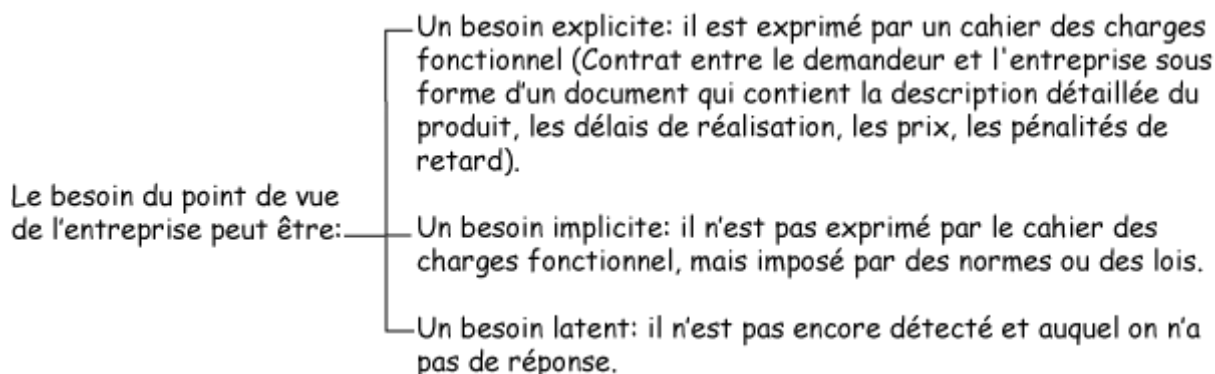 Un besoin explicite: il est exprimé par un cahier des charges
fonctionnel (Contrat entre le demandeur et l'entreprise sous
forme d'un document qui contient la description détaillée du
produit, les délais de réalisation, les prix, les pénalités de
retard).
Le besoin du point de vue
de l'entreprise peut être:
Un besoin implicite: il n'est pas exprimé par le cahier des
charges fonctionnel, mais imposé par des normes ou des lois.
Un besoin latent: il n'est pas encore détecté et auquel on n'a
pas de réponse.